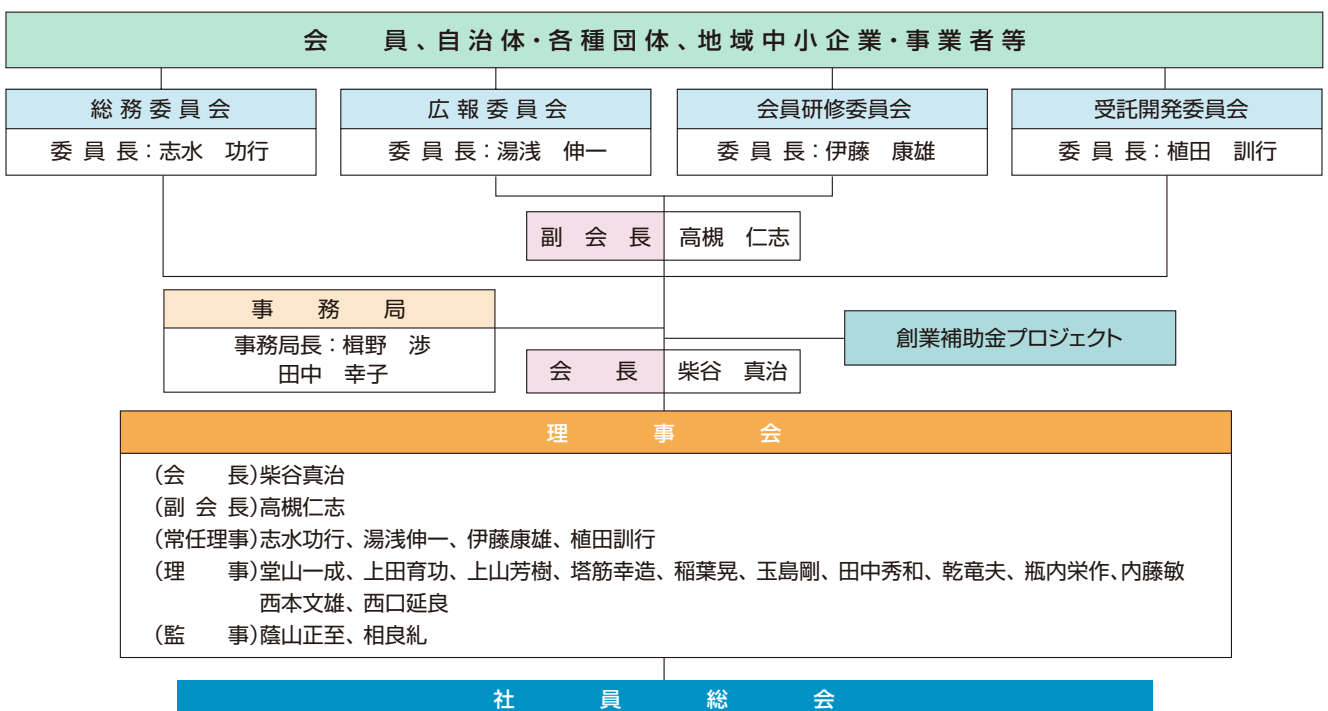 会　員、自治体・各種団体、地域中小企業・事業者等
総務委員会
委員長：志水　功行
広報委員会
委員長：湯浅　伸一
会員研修委員会
委員長：伊藤　康雄
受託開発委員会
委員長：植田　訓行
副会長　高槻　仁志
事務局
事務局長：楫野　渉
田中　幸子
創業補助金プロジェクト
会長　柴谷　真治
理事会
（会　長）柴谷真治
（副会長）高槻仁志
（常任理事）志水功行、湯浅伸一、伊藤康雄、植田訓行
（理　事）堂山一成、上田育功、上山芳樹、塔筋幸造、稲葉晃、玉島剛、田中秀和、乾竜夫、瓶内栄作、内藤敏
西本文雄、西口延良
（監　事）蔭山正至、相良糺
社員総会